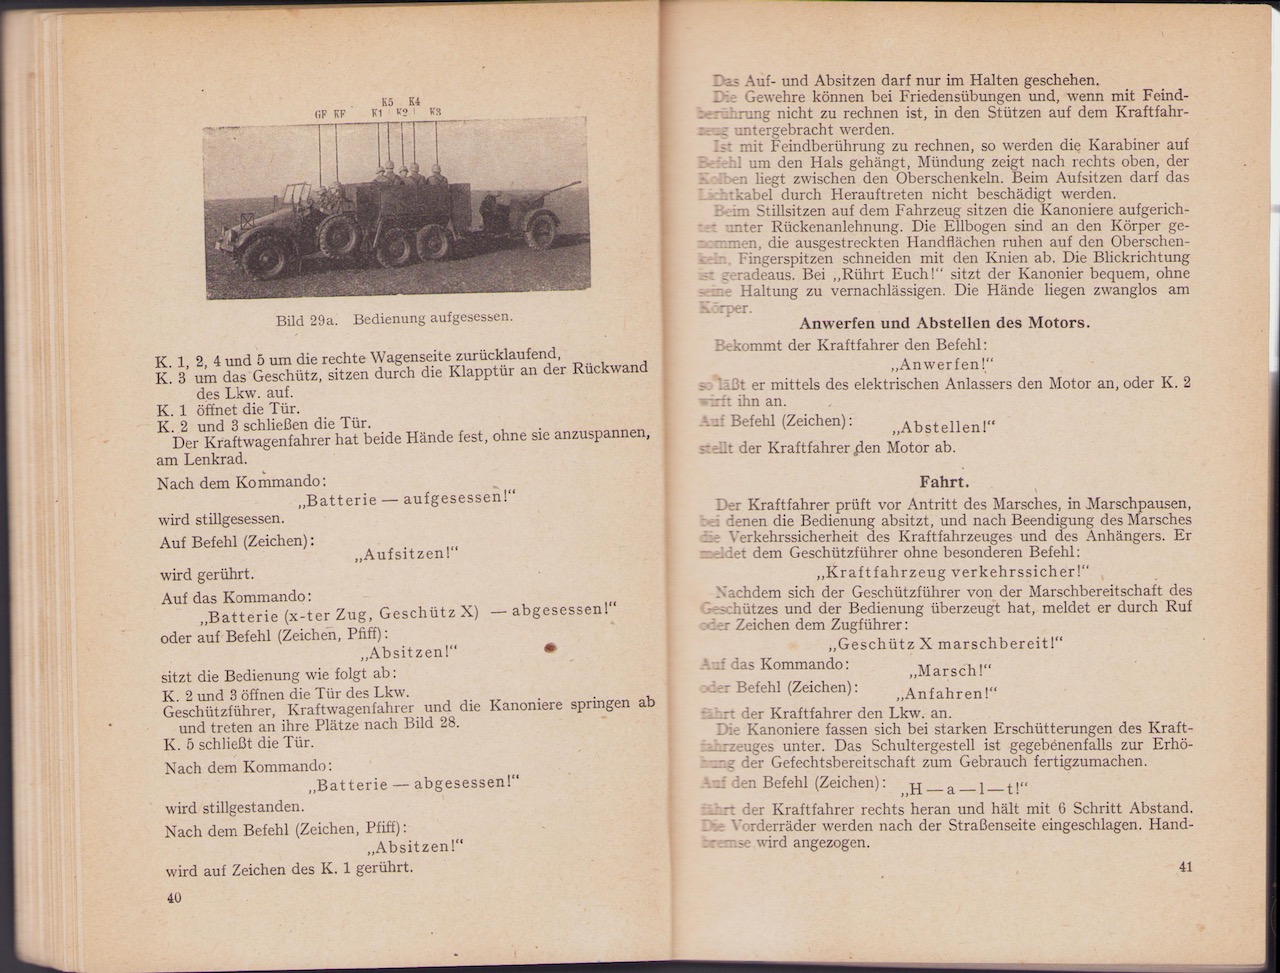 K5 K4
GF KF K1 K2 K3
Bild 29a. Bedienung aufgesessen.
K. 1, 2, 4 und 5 um die rechte Wagenseite zurücklaufend,
K. 3 um das Geschütz, sitzen durch die Klapptür an der Rückwand
des Lkw. auf.
K. 1 öffnet die Tür.
K. 2 und 3 schließen die Tür.
Der Kraftwagenfahrer hat beide Hände fest, ohne sie anzuspannen,
am Lenkrad.
Nach dem Kommando:
„Batterie — aufgesessen!“
wird stillgesessen.
Auf Befehl (Zeichen):
„Aufsitzen!“
wird gerührt.
Auf das Kommando:
„Batterie (x-ter Zug, Geschütz X) — abgesessen!“
oder auf Befehl (Zeichen, Pfiff):
„Absitzen!“
sitzt die Bedienung wie folgt ab:
K. 2 und 3 öffnen die Tür des Lkw.
Geschützführer, Kraftwagenfahrer und die Kanoniere springen ab
und treten an ihre Plätze nach Bild 28.
K. 5 schließt die Tür.
Nach dem Kommando:
„Batterie — abgesessen!“
wird stillgestanden.
Nach dem Befehl (Zeichen, Pfiff):
„Absitzen!“
wird auf Zeichen des K. 1 gerührt.
40
Das Auf- und Absitzen darf nur im Halten geschehen.
Die Gewehre können bei Friedensübungen und, wenn mit Feind-
berührung nicht zu rechnen ist, in den Stützen auf dem Kraftfahr-
zeug untergebracht werden.
Ist mit Feindberührung zu rechnen, so werden die Karabiner auf
Befehl um den Hals gehängt, Mündung zeigt nach rechts oben, der
Kolben liegt zwischen den Oberschenkeln. Beim Aufsitzen darf das
Lichtkabel durch Herauftreten nicht beschädigt werden.
Beim Stillsitzen auf dem Fahrzeug sitzen die Kanoniere aufgerich-
tet unter Rückenanlehnung. Die Ellbogen sind an den Körper ge-
nommen, die ausgestreckten Handflächen ruhen auf den Oberschen-
keln, Fingerspitzen schneiden mit den Knien ab. Die Blickrichtung
ist geradeaus. Bei „Rührt Euch!“ sitzt der Kanonier bequem, ohne
seine Haltung zu vernachlässigen. Die Hände liegen zwanglos am
Körper.
Anwerfen und Abstellen des Motors.
Bekommt der Kraftfahrer den Befehl:
„Anwerfen!“
so läßt er mittels des elektrischen Anlassers den Motor an, oder K. 2
wirft ihn an.
Auf Befehl (Zeichen):
„Abstellen!“
stellt der Kraftfahrer den Motor ab.
Fahrt.
Der Kraftfahrer prüft vor Antritt des Marsches, in Marschpausen,
bei denen die Bedienung absitzt, und nach Beendigung des Marsches
die Verkehrssicherheit des Kraftfahrzeuges und des Anhängers. Er
meldet dem Geschützführer ohne besonderen Befehl:
„Kraftfahrzeug verkehrssicher!“
Nachdem sich der Geschützführer von der Marschbereitschaft des
Geschützes und der Bedienung überzeugt hat, meldet er durch Ruf
oder Zeichen dem Zugführer:
„Geschütz X marschbereit!“
Auf das Kommando:
„Marsch!“
oder Befehl (Zeichen):
„Anfahren!“
fährt der Kraftfahrer den Lkw. an.
Die Kanoniere fassen sich bei starken Erschütterungen des Kraft-
fahrzeuges unter. Das Schultergestell ist gegebenenfalls zur Erhö-
hung der Gefechtsbereitschaft zum Gebrauch fertigzumachen.
Auf den Befehl (Zeichen):
„H — a — l — t!“
fährt der Kraftfahrer rechts heran und hält mit 6 Schritt Abstand.
Die Vorderräder werden nach der Straßenseite eingeschlagen. Hand-
bremse wird angezogen.
41